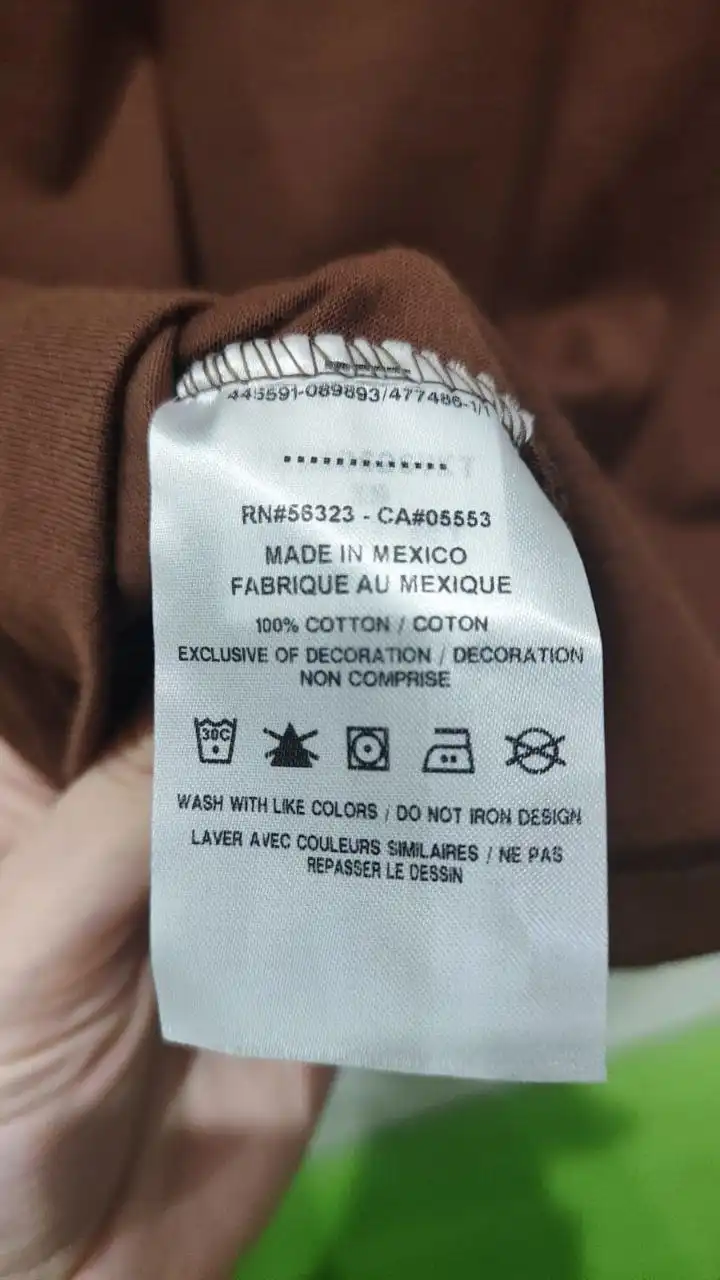 445591-089893/477486-1/1
RN#56323 - CA#05553
MADE IN MEXICO
FABRIQUE AU MEXIQUE
100% COTTON / COTON
EXCLUSIVE OF DECORATION / DECORATION
NON COMPRISE
30C
WASH WITH LIKE COLORS / DO NOT IRON DESIGN
LAVER AVEC COULEURS SIMILAIRES / NE PAS
REPASSER LE DESSIN